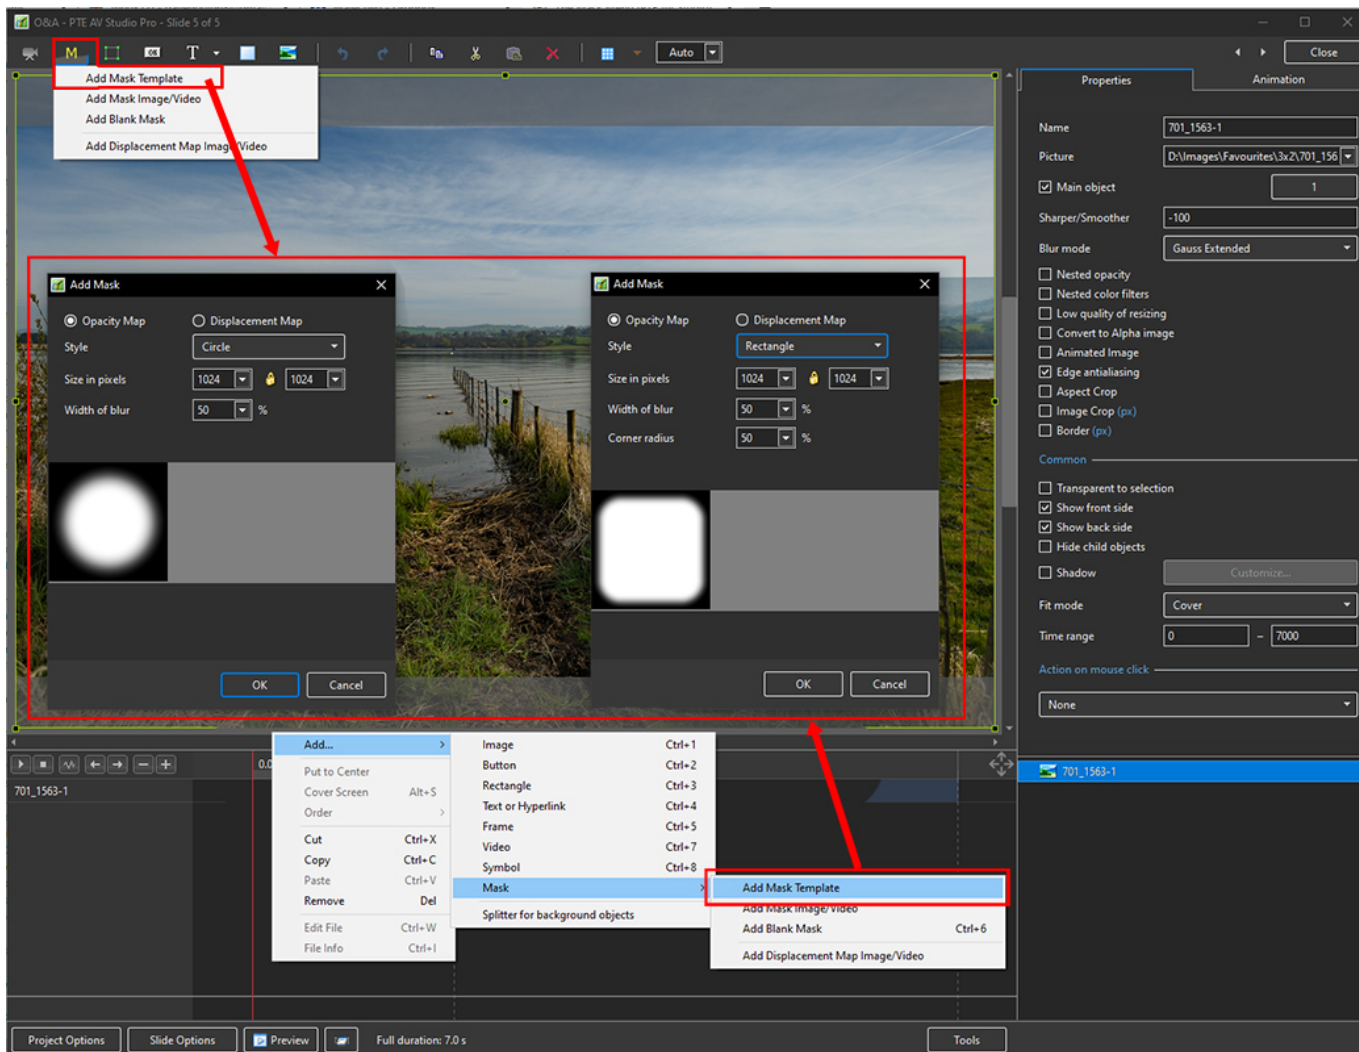 O&A - PTE AV Studio Pro - Slide 5 of 5
M
OK
T
Auto
Close
Add Mask Template
Add Mask Image/Video
Add Blank Mask
Add Displacement Map Image/Video
Add Mask
Opacity Map Displacement Map
Style Circle
Size in pixels 1024 1024
Width of blur 50 %
OK Cancel
Add Mask
Opacity Map Displacement Map
Style Rectangle
Size in pixels 1024 1024
Width of blur 50 %
Corner radius 50 %
OK Cancel
Properties Animation
Name 701_1563-1
Picture D:\Images\Favourites\3x2\701_156
Main object 1
Sharper/Smoother -100
Blur mode Gauss Extended
Nested opacity
Nested color filters
Low quality of resizing
Convert to Alpha image
Animated Image
Edge antialiasing
Aspect Crop
Image Crop (px)
Border (px)
Common
Transparent to selection
Show front side
Show back side
Hide child objects
Shadow Customize...
Fit mode Cover
Time range 0 – 7000
Action on mouse click
None
701_1563-1
0.0
701_1563-1
Add...
Put to Center
Cover Screen Alt+S
Order
Cut Ctrl+X
Copy Ctrl+C
Paste Ctrl+V
Remove Del
Edit File Ctrl+W
File Info Ctrl+I
Image Ctrl+1
Button Ctrl+2
Rectangle Ctrl+3
Text or Hyperlink Ctrl+4
Frame Ctrl+5
Video Ctrl+7
Symbol Ctrl+8
Mask
Splitter for background objects
Add Mask Template
Add Mask Image/Video
Add Blank Mask Ctrl+6
Add Displacement Map Image/Video
Project Options Slide Options Preview Full duration: 7.0 s Tools